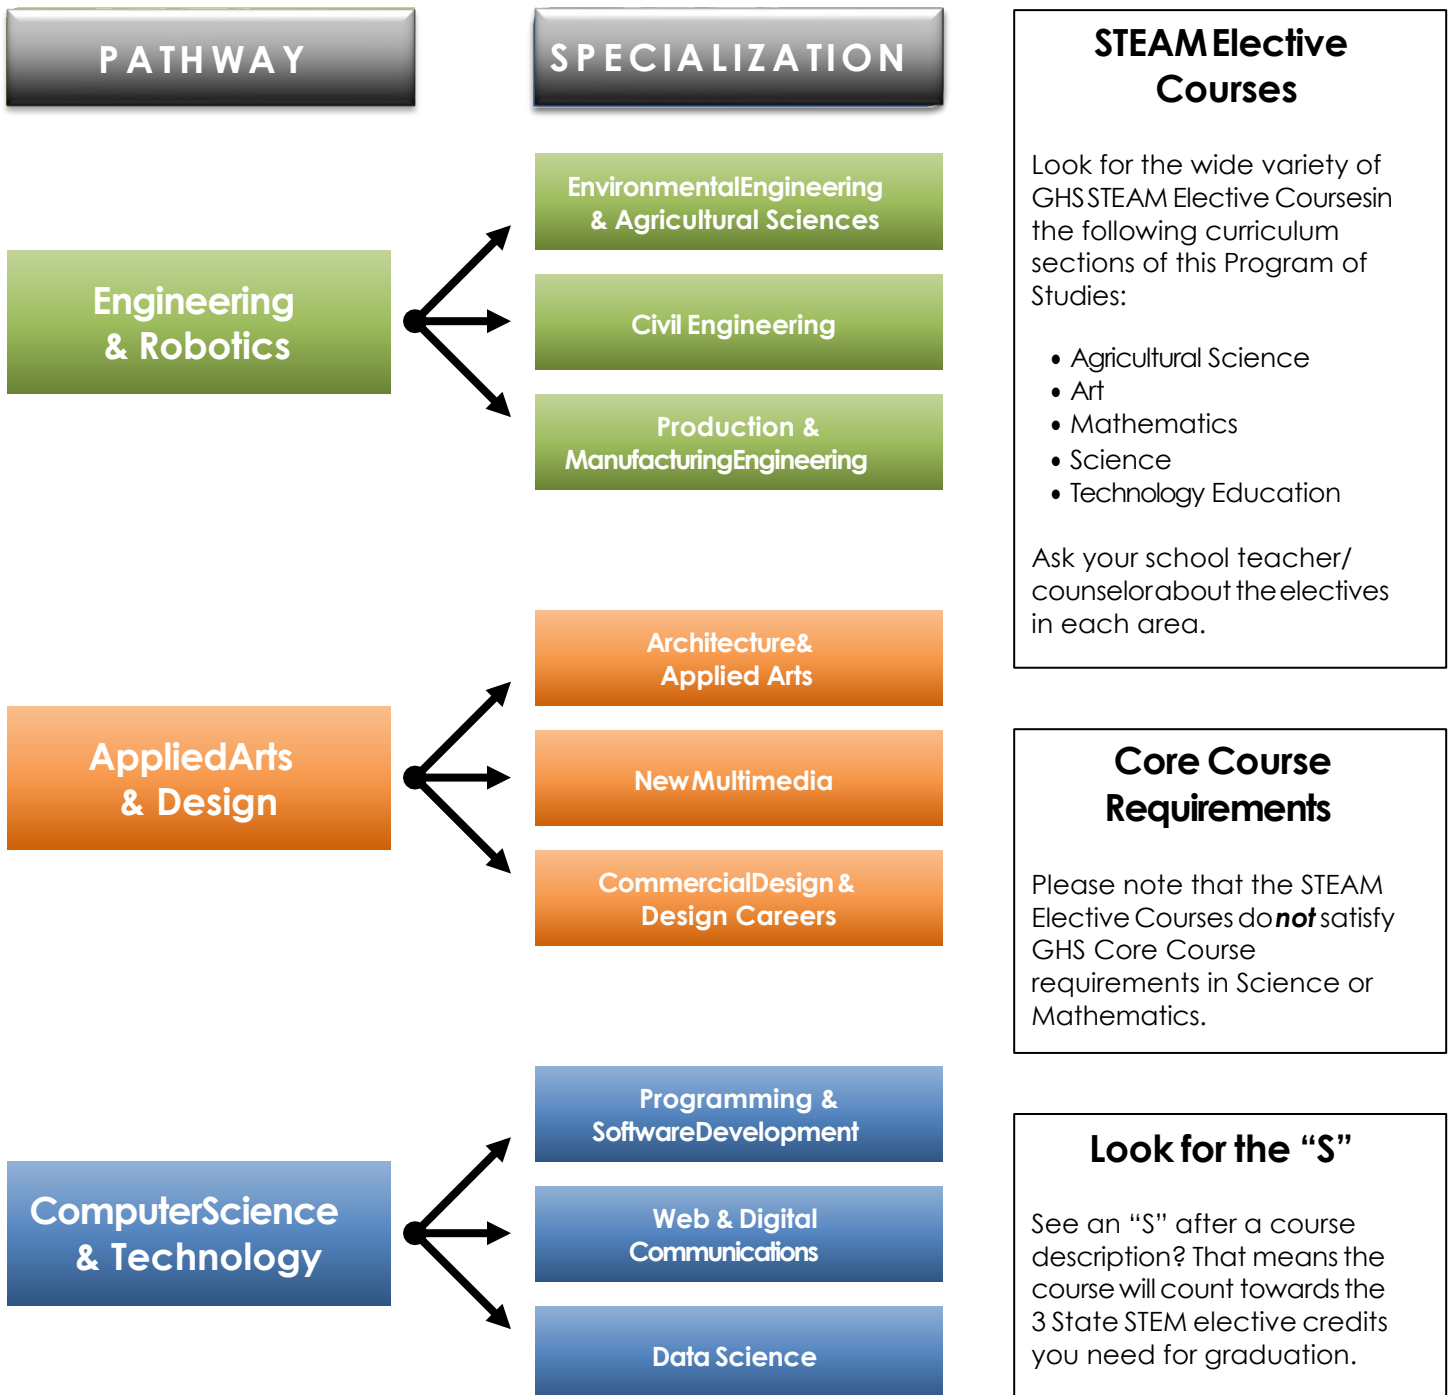 PATHWAY
SPECIALIZATION
Engineering
& Robotics
Environmental Engineering
& Agricultural Sciences
Civil Engineering
Production &
Manufacturing Engineering
Applied Arts
& Design
Architecture &
Applied Arts
New Multimedia
Commercial Design &
Design Careers
Computer Science
& Technology
Programming &
Software Development
Web & Digital
Communications
Data Science
STEAM Elective
Courses
Look for the wide variety of
GHS STEAM Elective Courses in
the following curriculum
sections of this Program of
Studies:
• Agricultural Science
• Art
• Mathematics
• Science
• Technology Education
Ask your school teacher/
counselor about the electives
in each area.
Core Course
Requirements
Please note that the STEAM
Elective Courses do not satisfy
GHS Core Course
requirements in Science or
Mathematics.
Look for the “S”
See an “S” after a course
description? That means the
course will count towards the
3 State STEM elective credits
you need for graduation.